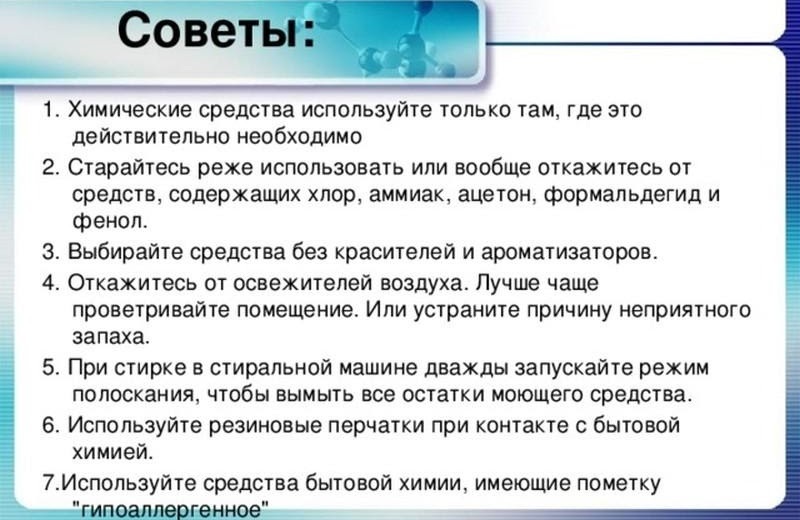 Советы:
1. Химические средства используйте только там, где это
действительно необходимо
2. Старайтесь реже использовать или вообще откажитесь от
средств, содержащих хлор, аммиак, ацетон, формальдегид и
фенол.
3. Выбирайте средства без красителей и ароматизаторов.
4. Откажитесь от освежителей воздуха. Лучше чаще
проветривайте помещение. Или устраните причину неприятного
запаха.
5. При стирке в стиральной машине дважды запускайте режим
полоскания, чтобы вымыть все остатки моющего средства.
6. Используйте резиновые перчатки при контакте с бытовой
химией.
7.Используйте средства бытовой химии, имеющие пометку
"гипоаллергенное"